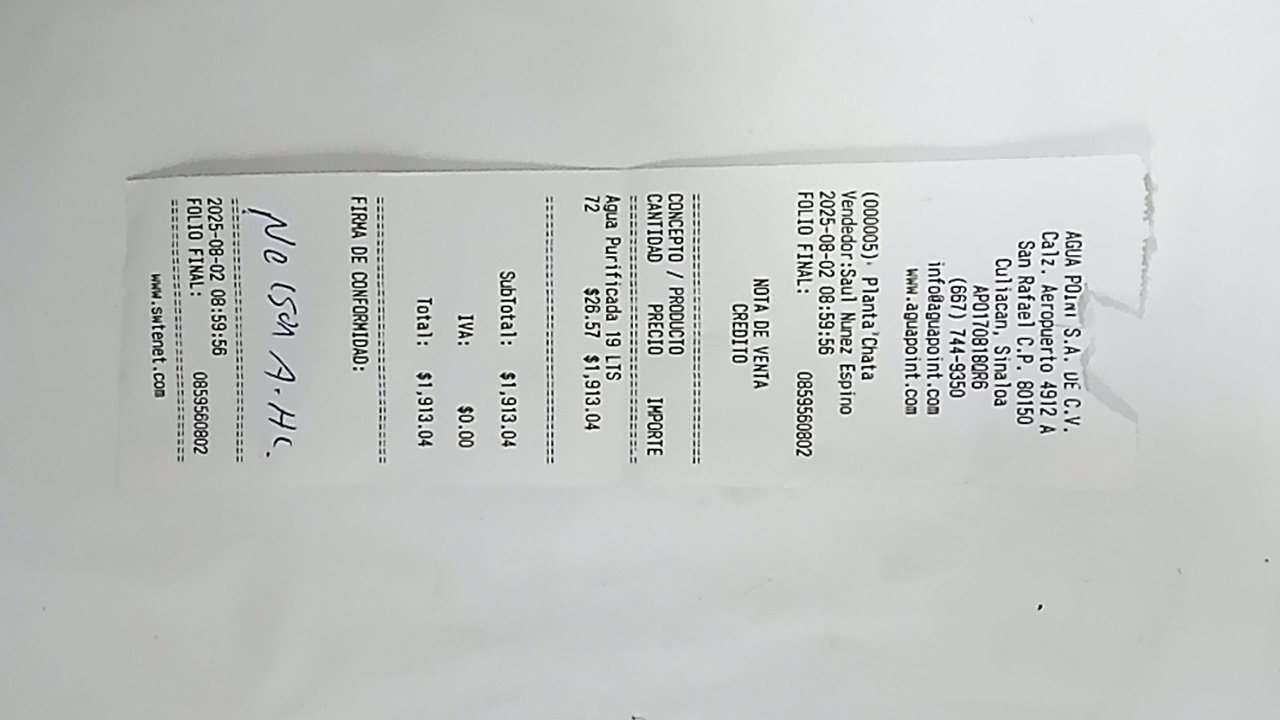 AGUA POINT S.A. DE C.V.
Calz. Aeropuerto 4912 A
San Rafael C.P. 80150
Culiacan, Sinaloa
APO170818QR6
(667) 744-9350
info@aguapoint.com
www.aguapoint.com
(000005): Planta Chata
Vendedor:Saul Nunez Espino
2025-08-02 08:59:56
FOLIO FINAL: 0859560802
NOTA DE VENTA
CREDITO
CONCEPTO / PRODUCTO
CANTIDAD PRECIO IMPORTE
Agua Purificada 19 LTS
72 $26.57 $1,913.04
SubTotal: $1,913.04
IVA: $0.00
Total: $1,913.04
FIRMA DE CONFORMIDAD:
A.
2025-08-02 08:59:56
FOLIO FINAL: 0859560802
www.swtenet.com